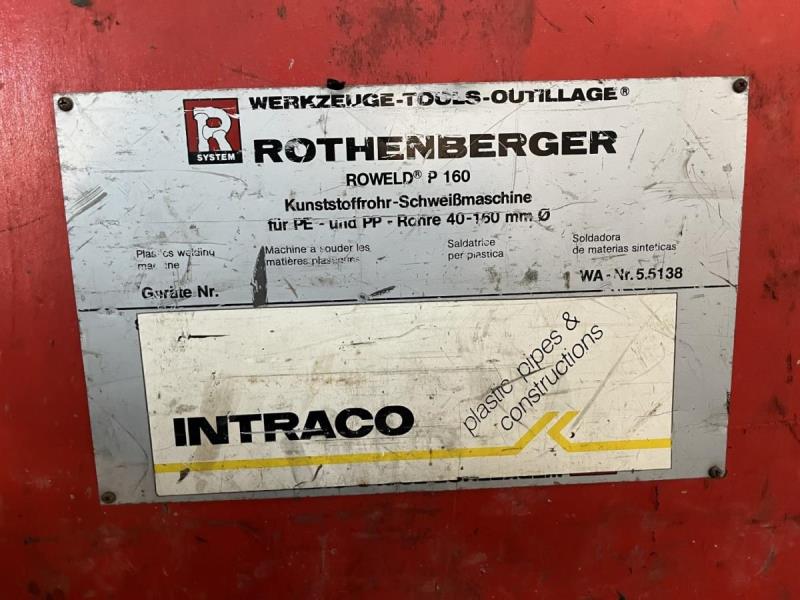 WERKZEUGE-TOOLS-OUTILLAGE®
R
SYSTEM
ROTHENBERGER
ROWELD® P 160
Kunststoffrohr-Schweißmaschine
für PE - und PP - Rohre 40-160 mm Ø
Plastics welding machine
Machine a souder les matières plastiques
Saldatrice per plastica
Soldadora de materias sinteticas
Geräte Nr.
WA-Nr. 5.5138
plastic pipes & constructions
INTRACO